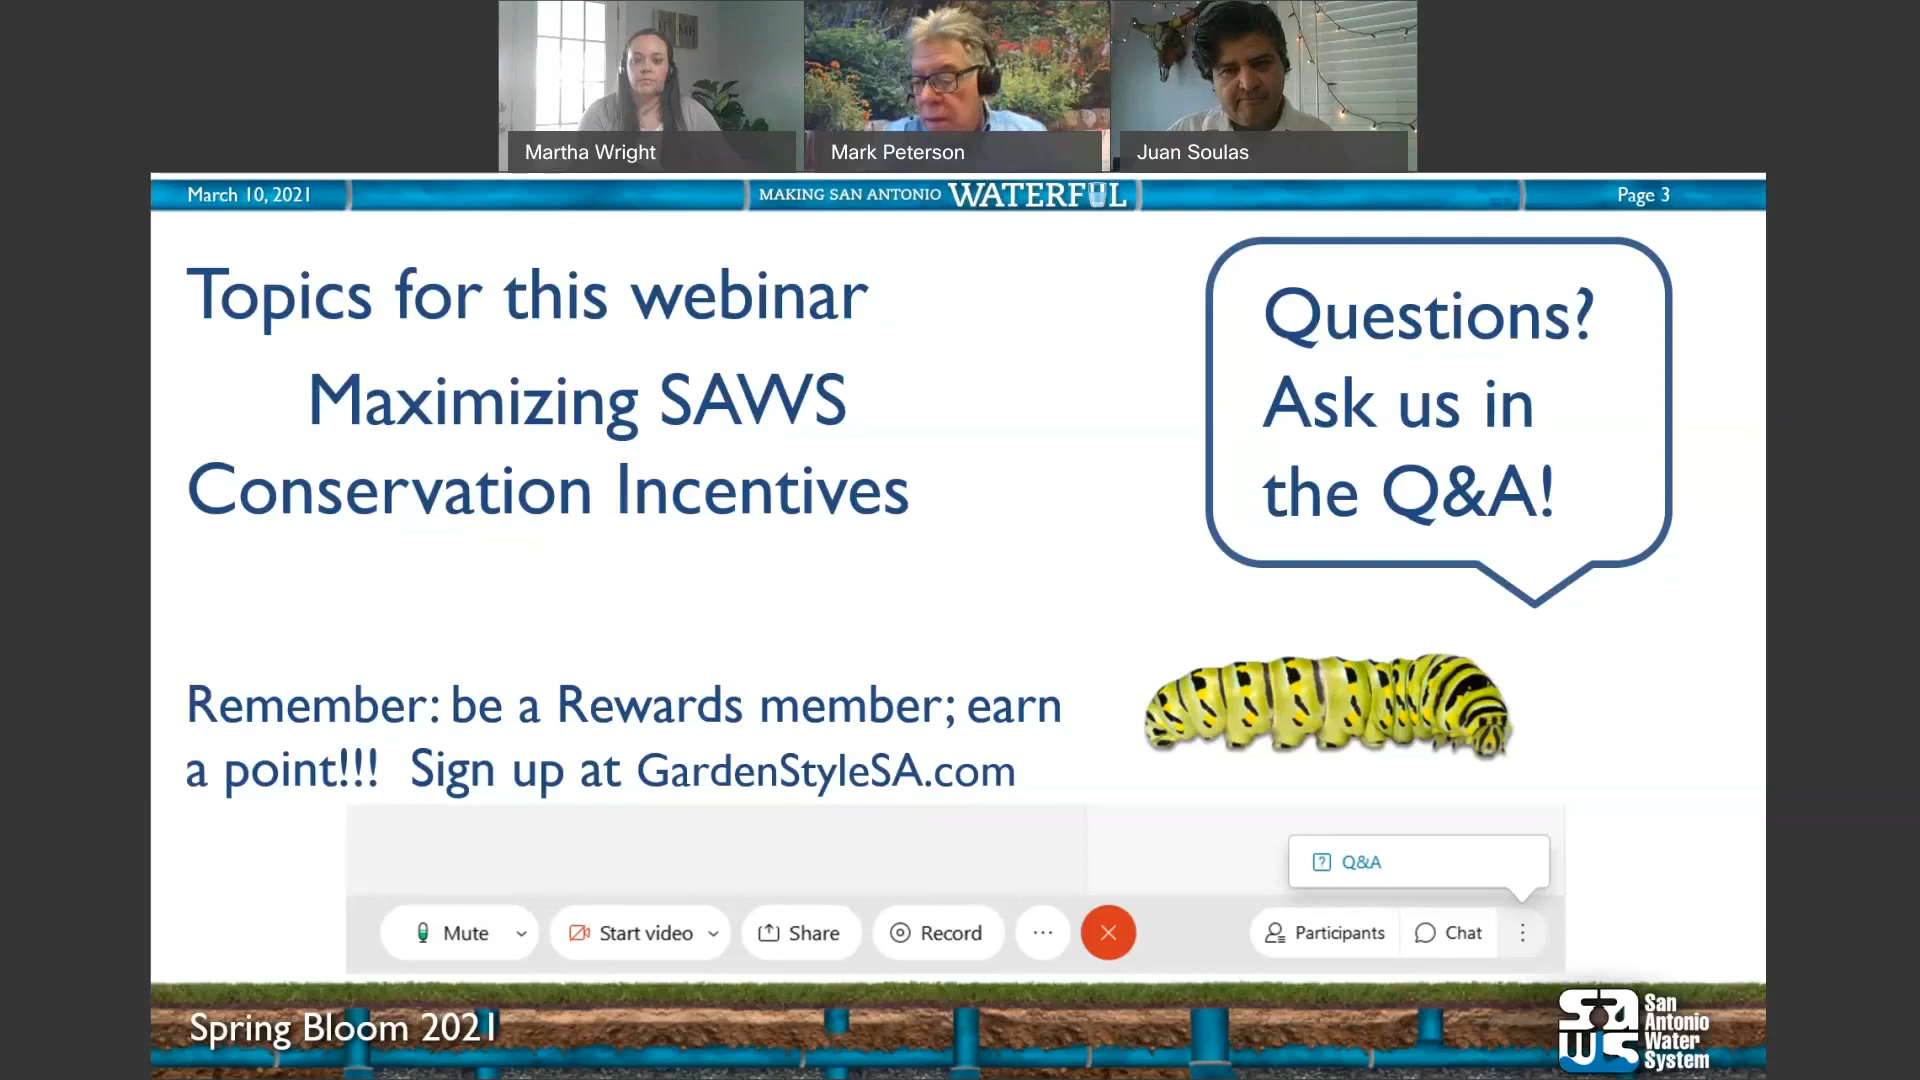 HOME
Martha Wright
Mark Peterson
Juan Soulas
March 10, 2021
MAKING SAN ANTONIO WATERFUL
Page 3
Topics for this webinar
Maximizing SAWS
Conservation Incentives
Questions?
Ask us in
the Q&A!
Remember: be a Rewards member; earn
a point!!! Sign up at GardenStyleSA.com
? Q&A
Mute
Start video
Share
Record
Participants
Chat
Spring Bloom 2021
SAWS
San
Antonio
Water
System